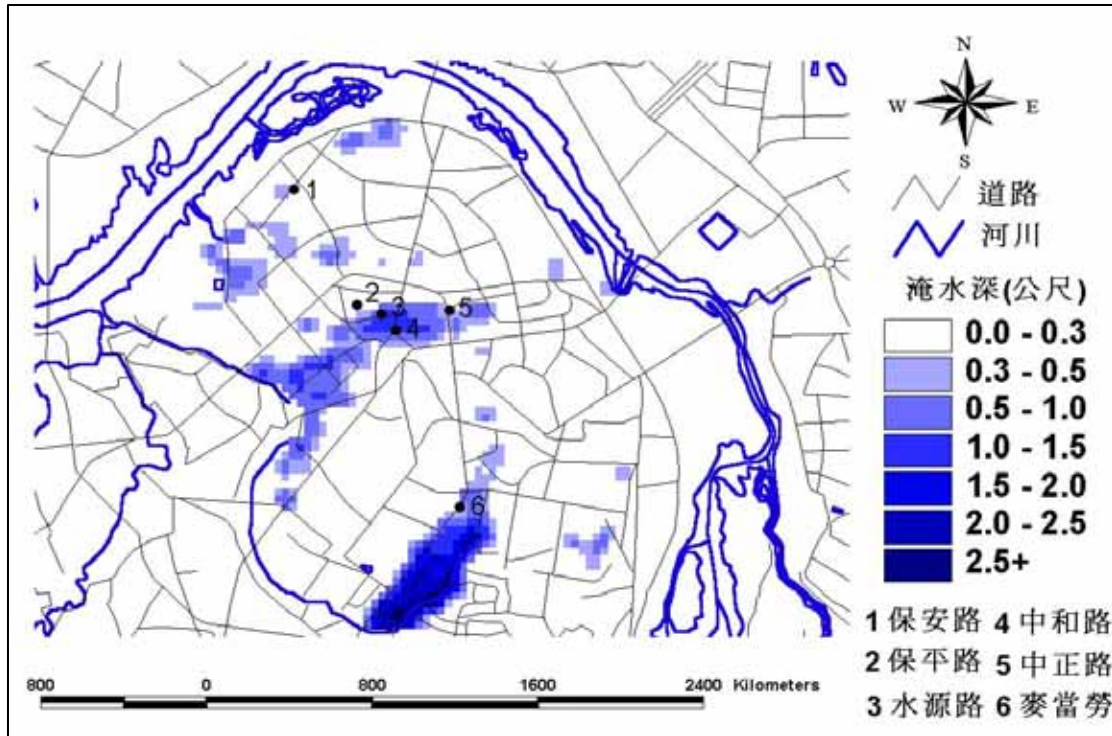 N
W E
S
道路
河川
淹水深(公尺)
0.0 - 0.3
0.3 - 0.5
0.5 - 1.0
1.0 - 1.5
1.5 - 2.0
2.0 - 2.5
2.5+
1 保安路 4 中和路
2 保平路 5 中正路
3 水源路 6 麥當勞
1
2
3
4
5
6
800 0 800 1600 2400 Kilometers